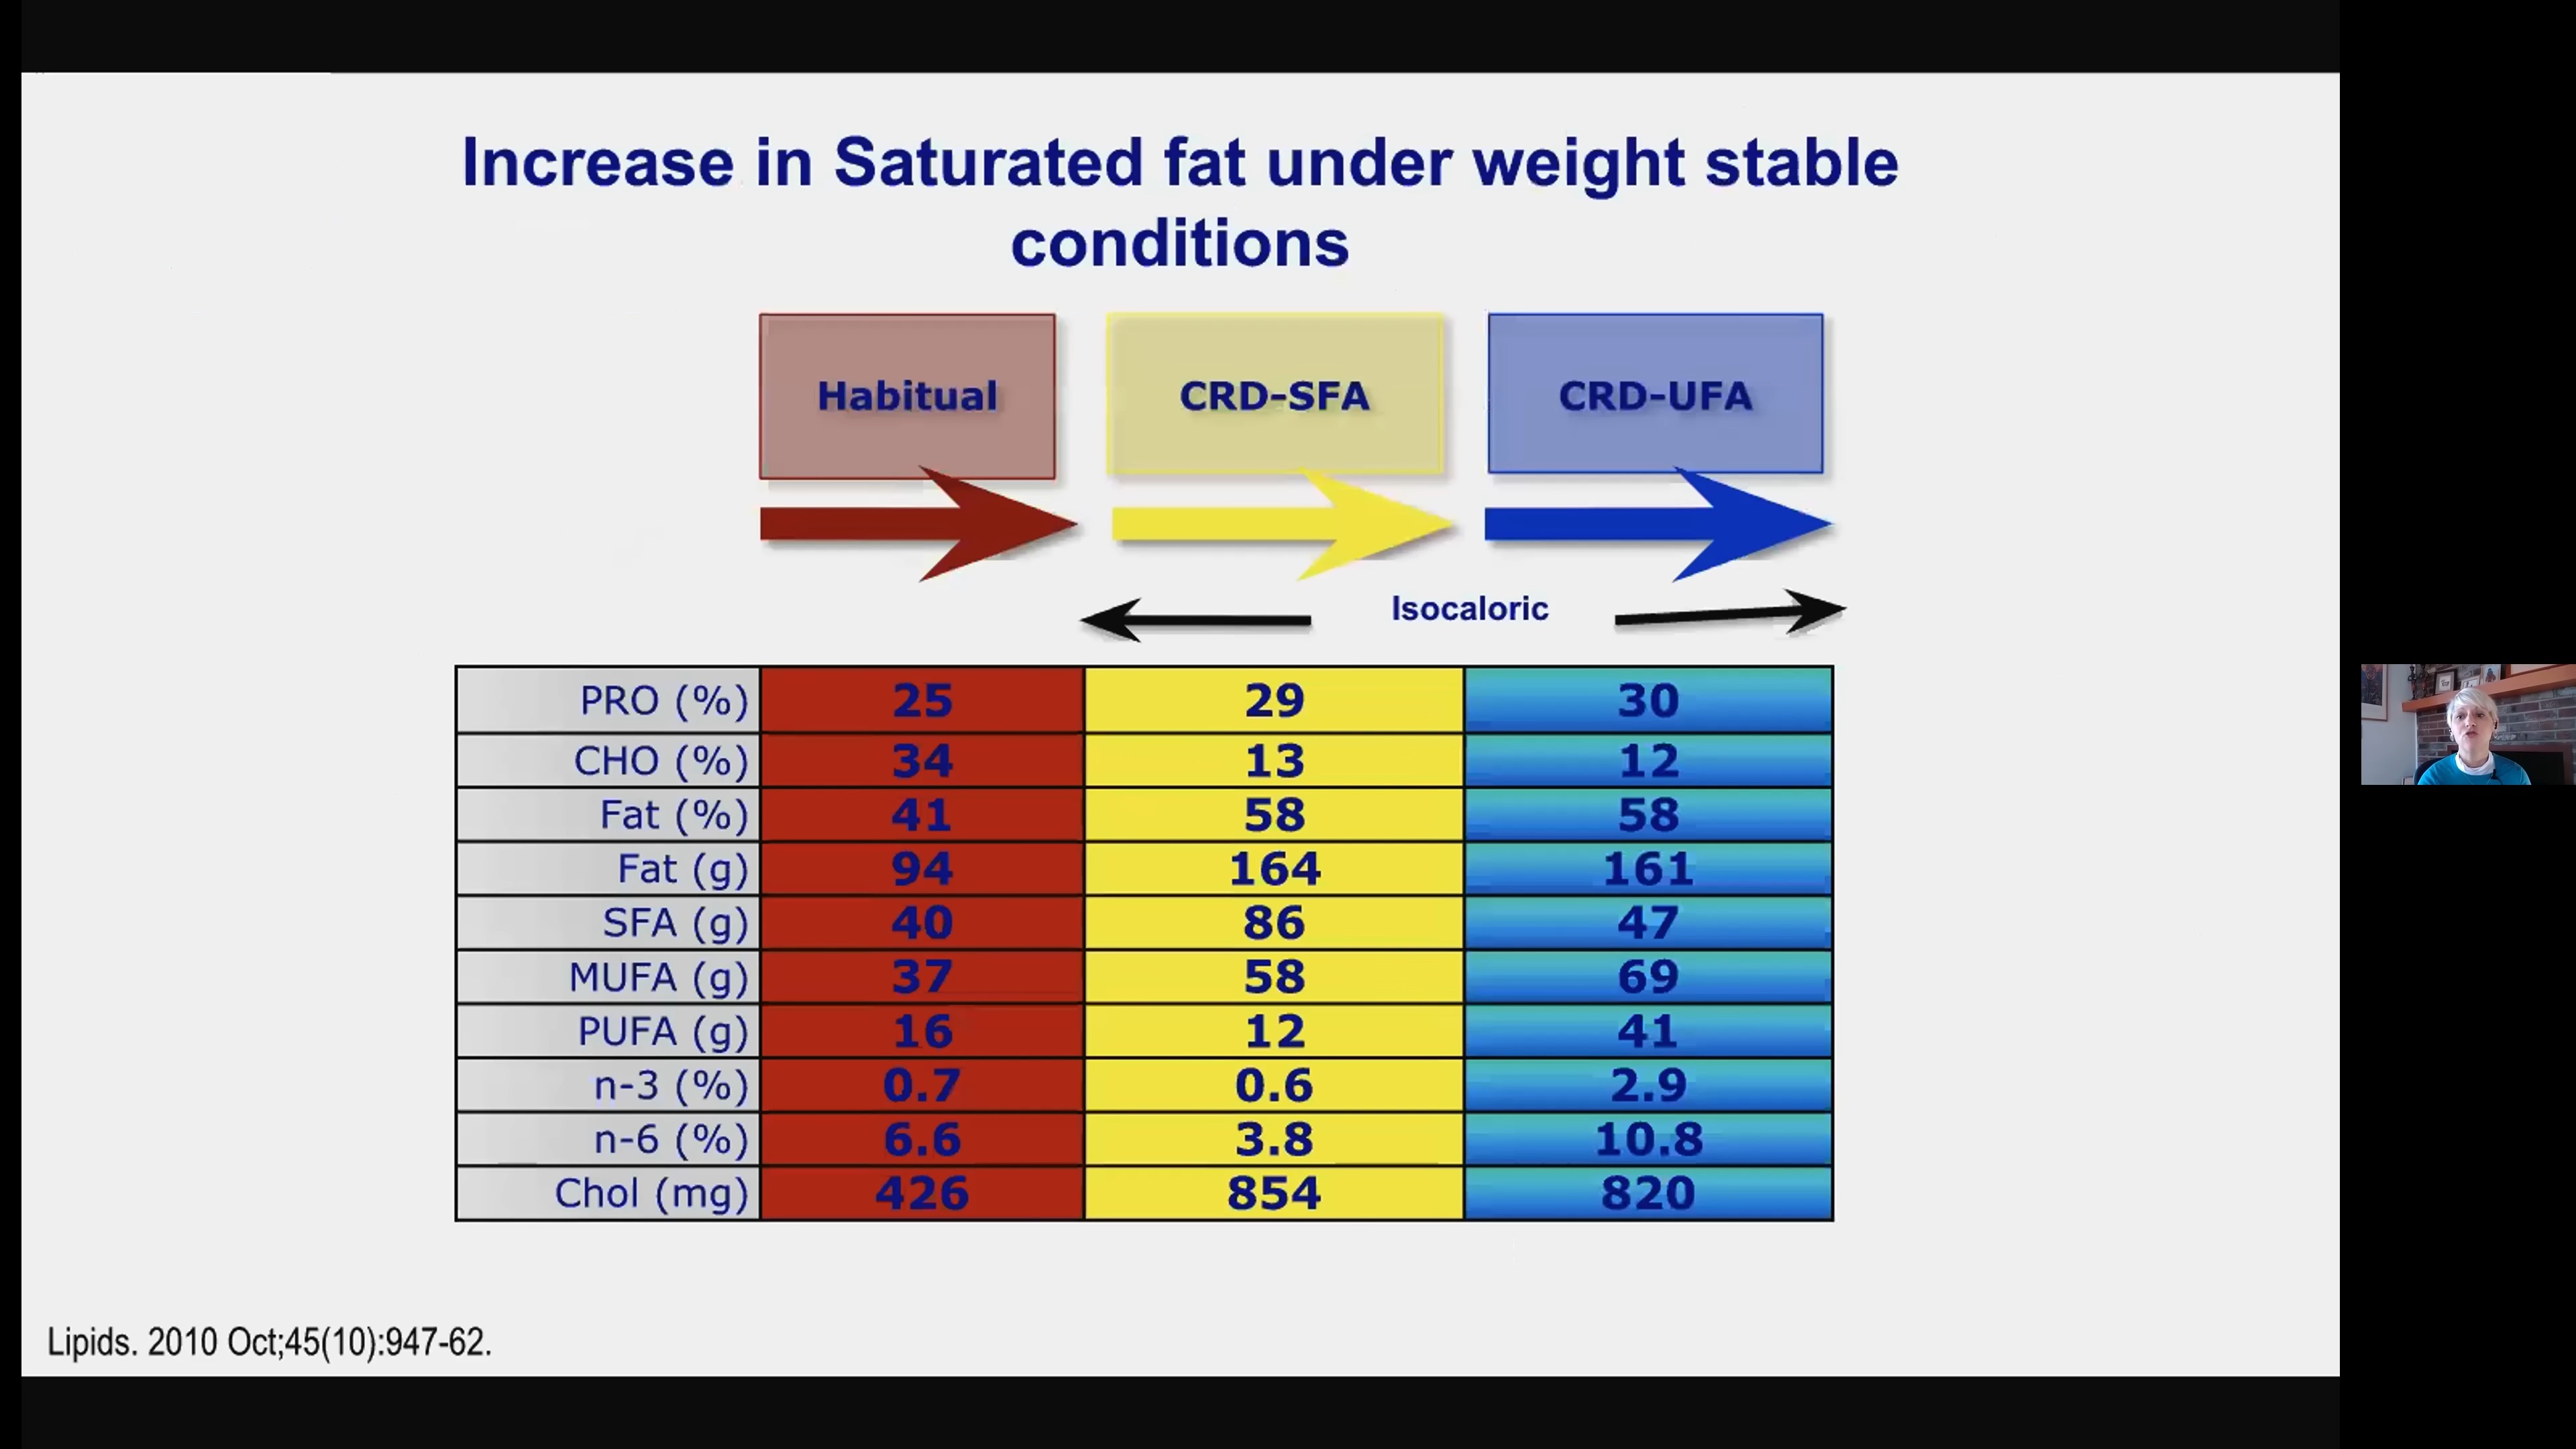 Increase in Saturated fat under weight stable
conditions
Habitual CRD-SFA CRD-UFA
Isocaloric
PRO (%) 25 29 30
CHO (%) 34 13 12
Fat (%) 41 58 58
Fat (g) 94 164 161
SFA (g) 40 86 47
MUFA (g) 37 58 69
PUFA (g) 16 12 41
n-3 (%) 0.7 0.6 2.9
n-6 (%) 6.6 3.8 10.8
Chol (mg) 426 854 820
Lipids. 2010 Oct;45(10):947-62.